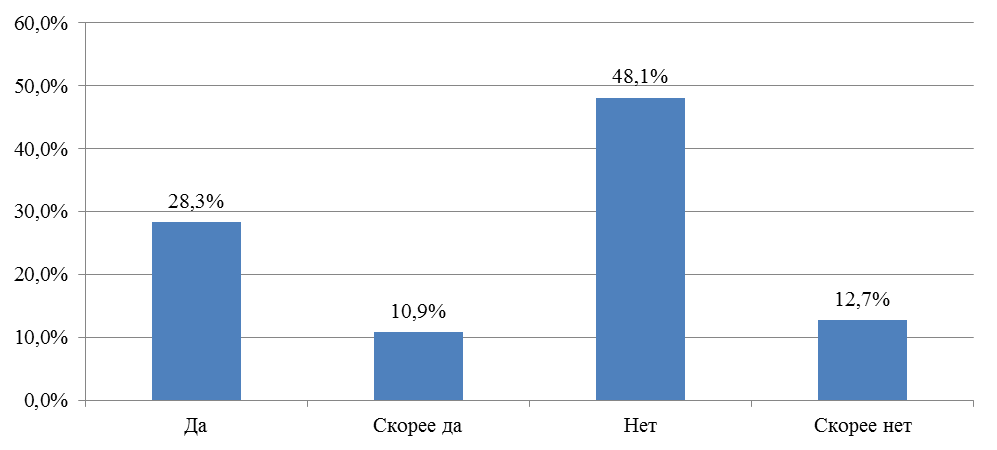 60,0%
50,0%
40,0%
30,0%
20,0%
10,0%
0,0%
28,3%
10,9%
48,1%
12,7%
Да
Скорее да
Нет
Скорее нет